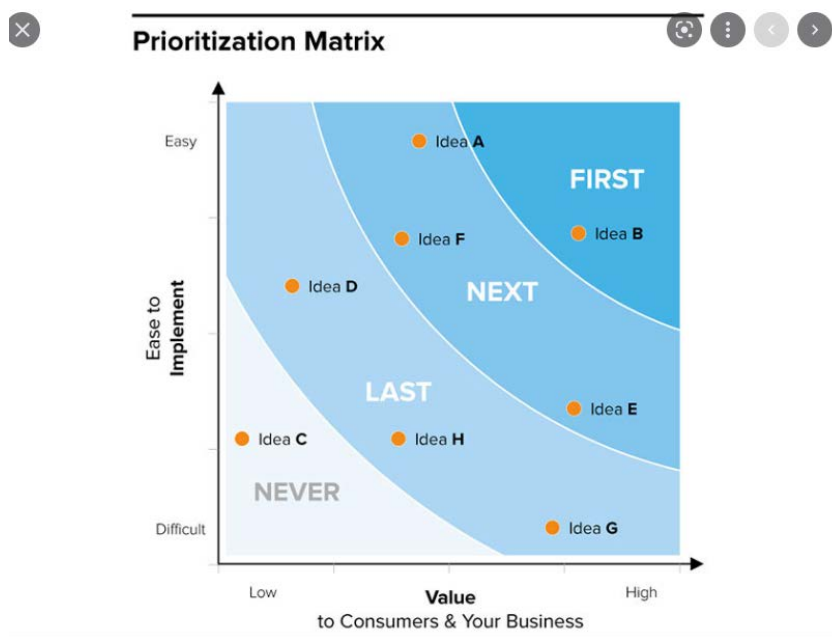 Prioritization Matrix
Easy
Idea A
FIRST
Idea B
Idea F
NEXT
Idea D
Ease to
Implement
LAST
Idea E
Idea C
Idea H
NEVER
Difficult
Idea G
Low
Value
High
to Consumers & Your Business